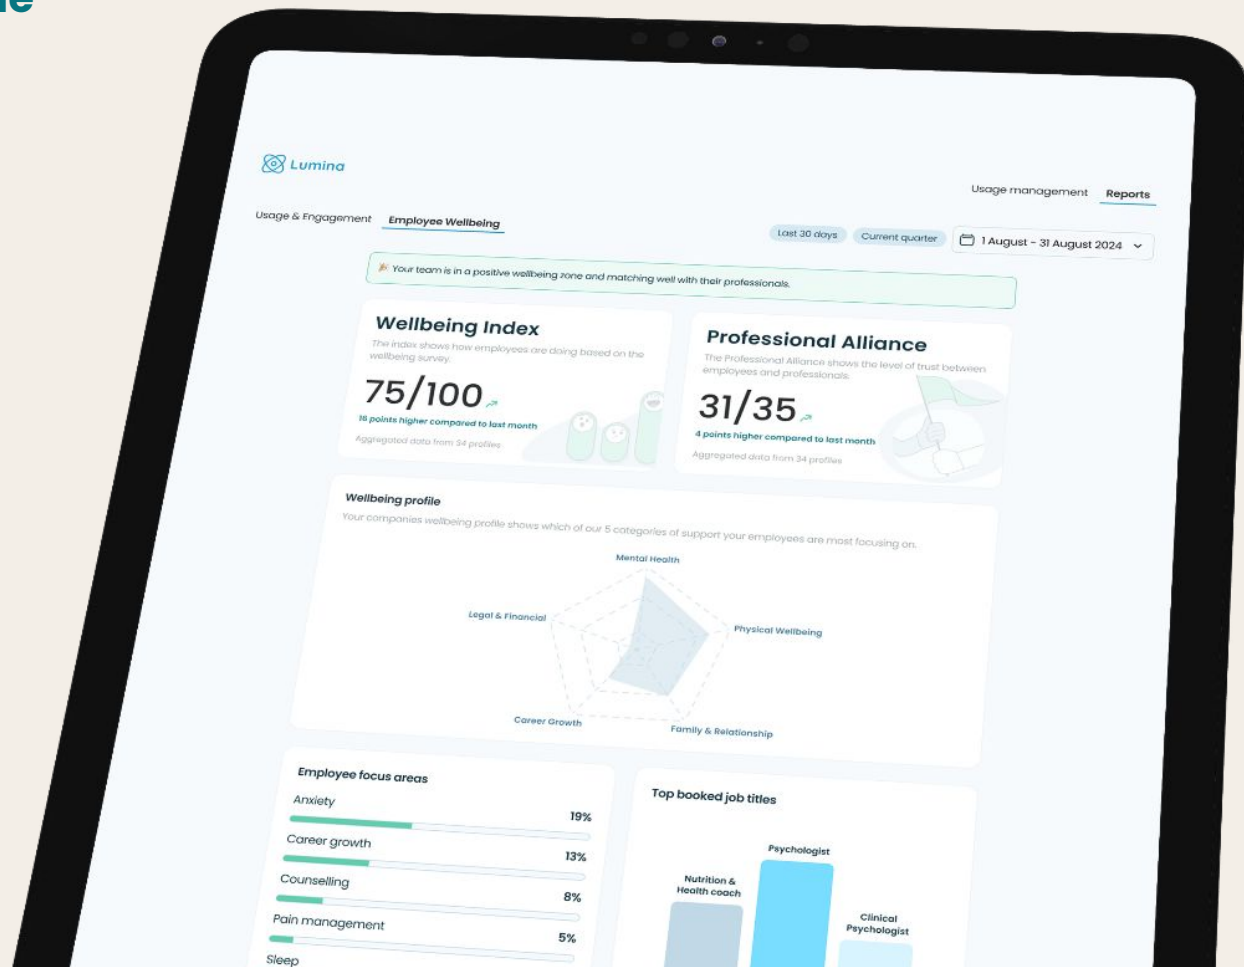 Lumina
Usage management Reports
Usage & Engagement Employee Wellbeing
Last 30 days Current quarter 1 August - 31 August 2024
Your team is in a positive wellbeing zone and matching well with their professionals.
Wellbeing Index
The index shows how employees are doing based on the
wellbeing survey.
75/100
points higher compared to last month
Aggregated data from 34 profiles
Professional Alliance
The Professional Alliance shows the level of trust between
employees and professionals.
31/35
4 points higher compared to last month
Aggregated data from 34 profiles
Wellbeing profile
Your companies wellbeing profile shows which of our 5 categories of support your employees are most focusing on.
Mental Health
Legal & Financial
Physical Wellbeing
Career Growth
Family & Relationship
Employee focus areas
Anxiety 19%
Career growth 13%
Counselling 8%
Pain management 5%
Sleep
Top booked job titles
Psychologist
Nutrition &
Health coach
Clinical
Psychologist